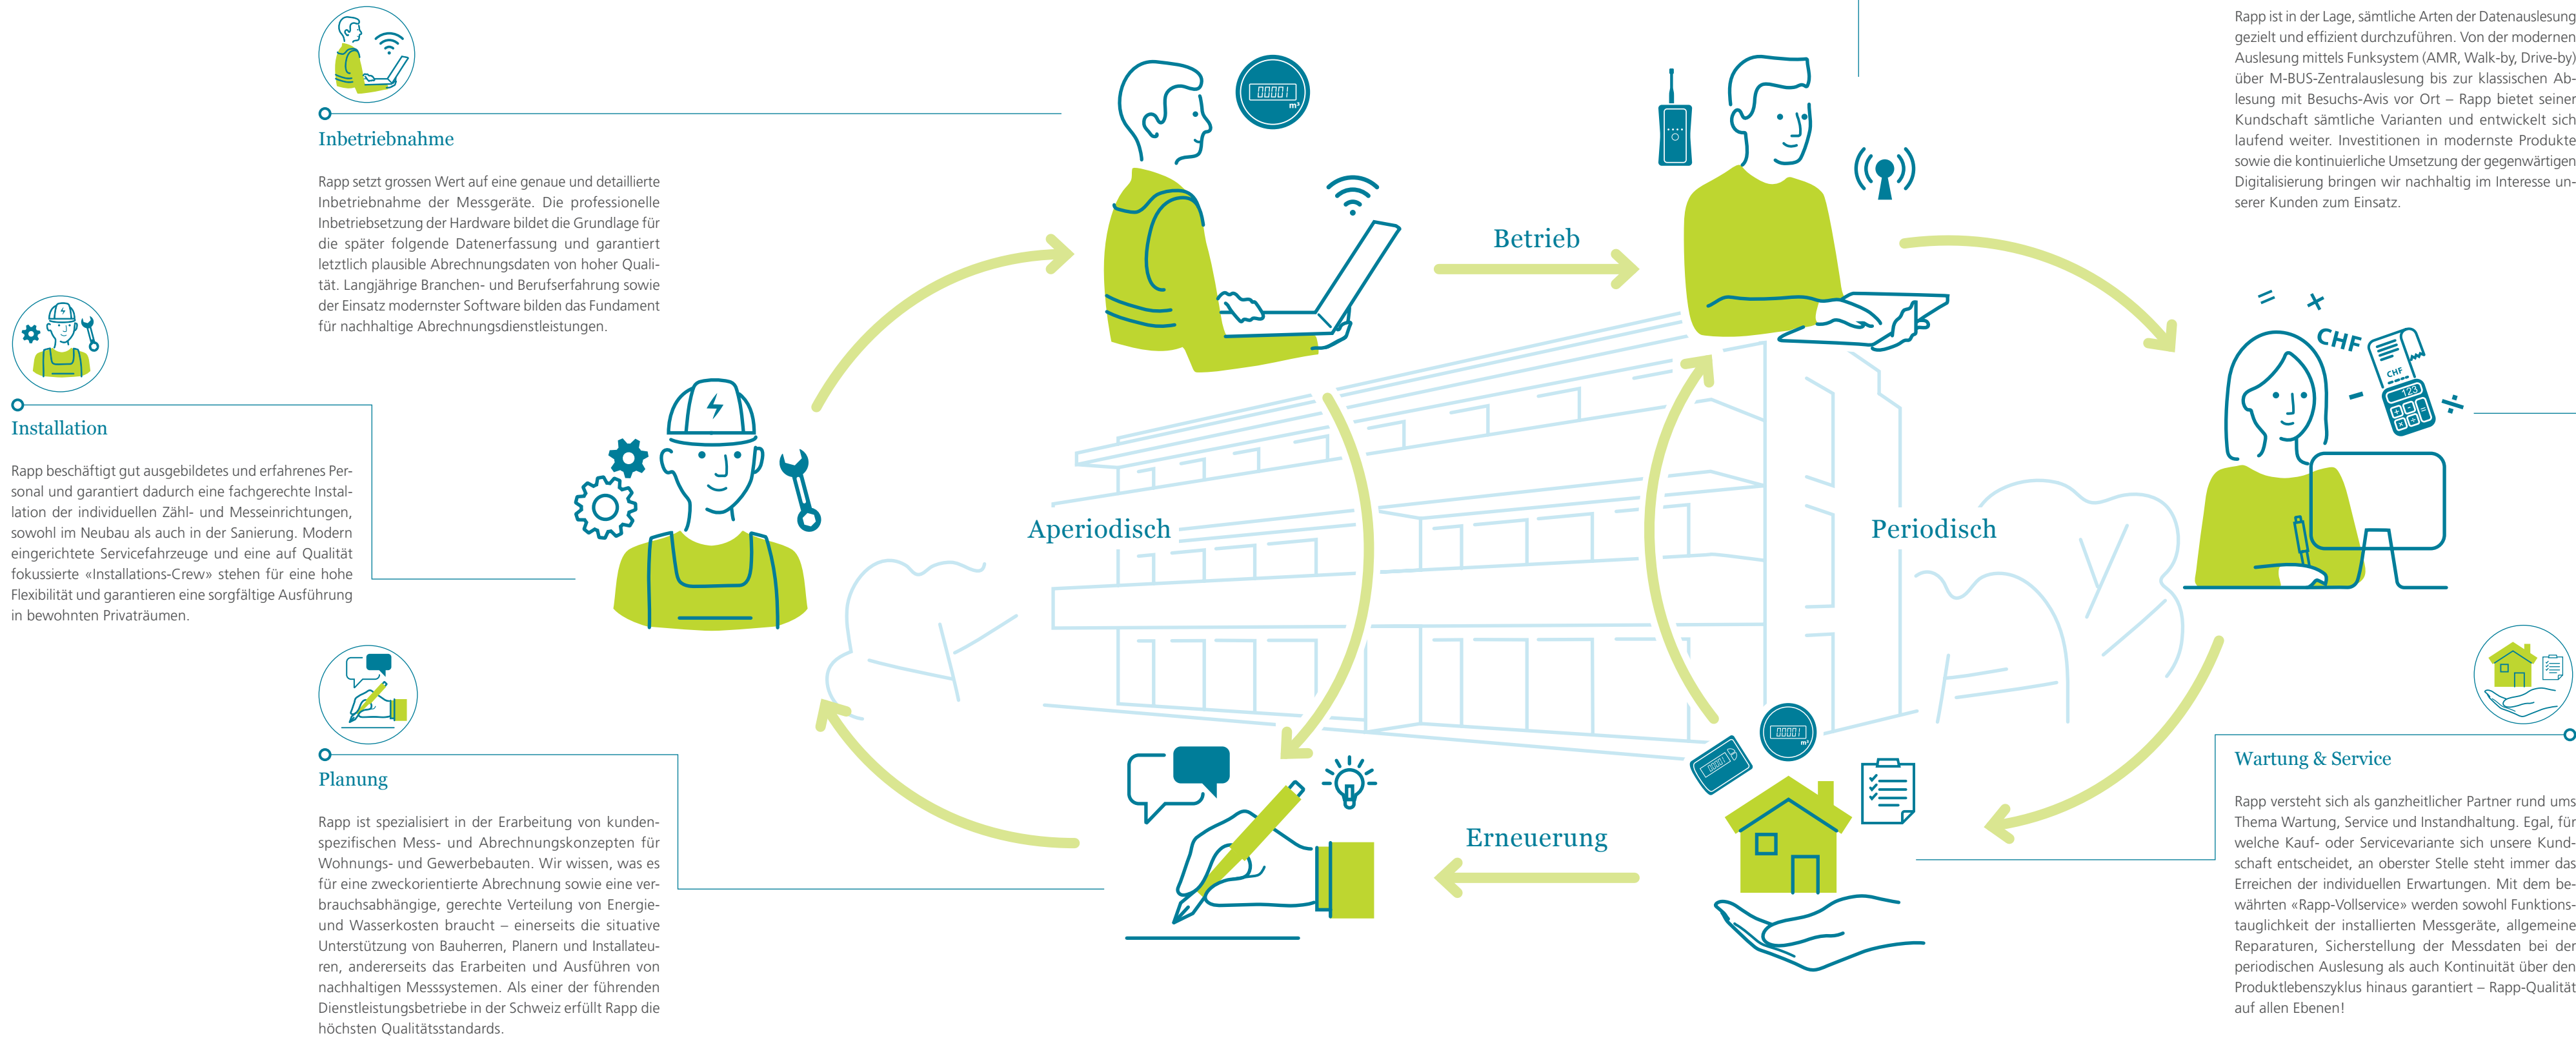 Inbetriebnahme
Rapp setzt grossen Wert auf eine genaue und detaillierte
Inbetriebnahme der Messgeräte. Die professionelle
Inbetriebsetzung der Hardware bildet die Grundlage für
die später folgende Datenerfassung und garantiert
letztlich plausible Abrechnungsdaten von hoher Quali-
tät. Langjährige Branchen- und Berufserfahrung sowie
der Einsatz modernster Software bilden das Fundament
für nachhaltige Abrechnungsdienstleistungen.
Installation
Rapp beschäftigt gut ausgebildetes und erfahrenes Per-
sonal und garantiert dadurch eine fachgerechte Instal-
lation der individuellen Zähl- und Messeinrichtungen,
sowohl im Neubau als auch in der Sanierung. Modern
eingerichtete Servicefahrzeuge und eine auf Qualität
fokussierte «Installations-Crew» stehen für eine hohe
Flexibilität und garantieren eine sorgfältige Ausführung
in bewohnten Privaträumen.
Planung
Rapp ist spezialisiert in der Erarbeitung von kunden-
spezifischen Mess- und Abrechnungskonzepten für
Wohnungs- und Gewerbebauten. Wir wissen, was es
für eine zweckorientierte Abrechnung sowie eine ver-
brauchsabhängige, gerechte Verteilung von Energie-
und Wasserkosten braucht – einerseits die situative
Unterstützung von Bauherren, Planern und Installateu-
ren, andererseits das Erarbeiten und Ausführen von
nachhaltigen Messsystemen. Als einer der führenden
Dienstleistungsbetriebe in der Schweiz erfüllt Rapp die
höchsten Qualitätsstandards.
00001
m³
Betrieb
Aperiodisch
Periodisch
Erneuerung
00001
m³
00001
= ×
CHF
CHF
123
- ÷
+ - =
× ÷
Rapp ist in der Lage, sämtliche Arten der Datenauslesung
gezielt und effizient durchzuführen. Von der modernen
Auslesung mittels Funksystem (AMR, Walk-by, Drive-by)
über M-BUS-Zentralauslesung bis zur klassischen Ab-
lesung mit Besuchs-Avis vor Ort – Rapp bietet seiner
Kundschaft sämtliche Varianten und entwickelt sich
laufend weiter. Investitionen in modernste Produkte
sowie die kontinuierliche Umsetzung der gegenwärtigen
Digitalisierung bringen wir nachhaltig im Interesse un-
serer Kunden zum Einsatz.
Wartung & Service
Rapp versteht sich als ganzheitlicher Partner rund ums
Thema Wartung, Service und Instandhaltung. Egal, für
welche Kauf- oder Servicevariante sich unsere Kund-
schaft entscheidet, an oberster Stelle steht immer das
Erreichen der individuellen Erwartungen. Mit dem be-
währten «Rapp-Vollservice» werden sowohl Funktions-
tauglichkeit der installierten Messgeräte, allgemeine
Reparaturen, Sicherstellung der Messdaten bei der
periodischen Auslesung als auch Kontinuität über den
Produktlebenszyklus hinaus garantiert – Rapp-Qualität
auf allen Ebenen!